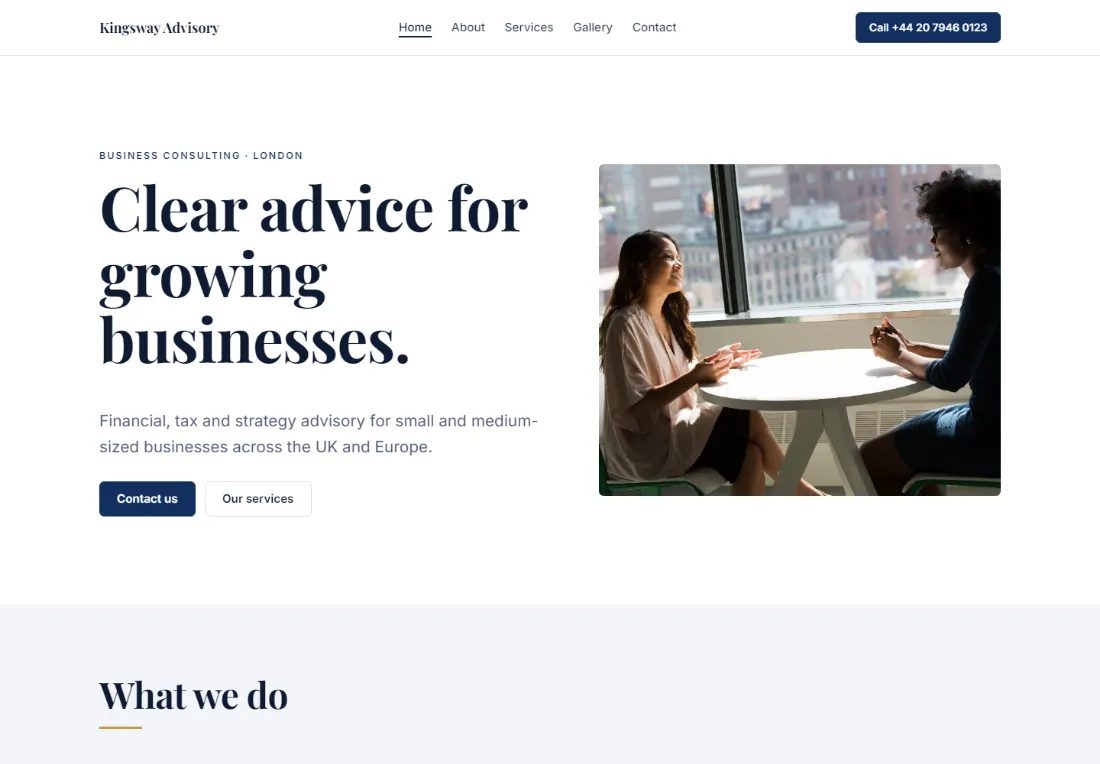 Kingsway Advisory
Home
About
Services
Gallery
Contact
Call +44 20 7946 0123
BUSINESS CONSULTING · LONDON
Clear advice for
growing
businesses.
Financial, tax and strategy advisory for small and medium-
sized businesses across the UK and Europe.
Contact us
Our services
What we do